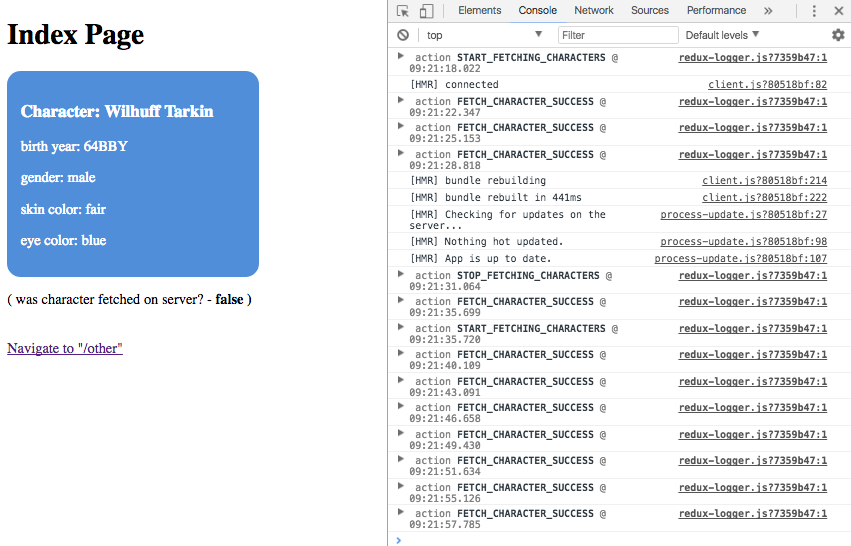 Index Page
Character: Wilhuff Tarkin
birth year: 64BBY
gender: male
skin color: fair
eye color: blue
( was character fetched on server? - false )
Navigate to "/other"
Elements Console Network Sources Performance »
top Filter Default levels
action START_FETCHING_CHARACTERS @ redux-logger.js?7359b47:1
09:21:18.022
[HMR] connected client.js?80518bf:82
action FETCH_CHARACTER_SUCCESS @ redux-logger.js?7359b47:1
09:21:22.347
action FETCH_CHARACTER_SUCCESS @ redux-logger.js?7359b47:1
09:21:25.153
action FETCH_CHARACTER_SUCCESS @ redux-logger.js?7359b47:1
09:21:28.818
[HMR] bundle rebuilding client.js?80518bf:214
[HMR] bundle rebuilt in 441ms client.js?80518bf:222
[HMR] Checking for updates on the process-update.js?80518bf:27
server...
[HMR] Nothing hot updated. process-update.js?80518bf:98
[HMR] App is up to date. process-update.js?80518bf:107
action STOP_FETCHING_CHARACTERS @ redux-logger.js?7359b47:1
09:21:31.064
action FETCH_CHARACTER_SUCCESS @ redux-logger.js?7359b47:1
09:21:35.699
action START_FETCHING_CHARACTERS @ redux-logger.js?7359b47:1
09:21:35.720
action FETCH_CHARACTER_SUCCESS @ redux-logger.js?7359b47:1
09:21:40.109
action FETCH_CHARACTER_SUCCESS @ redux-logger.js?7359b47:1
09:21:43.091
action FETCH_CHARACTER_SUCCESS @ redux-logger.js?7359b47:1
09:21:46.658
action FETCH_CHARACTER_SUCCESS @ redux-logger.js?7359b47:1
09:21:49.430
action FETCH_CHARACTER_SUCCESS @ redux-logger.js?7359b47:1
09:21:51.634
action FETCH_CHARACTER_SUCCESS @ redux-logger.js?7359b47:1
09:21:55.126
action FETCH_CHARACTER_SUCCESS @ redux-logger.js?7359b47:1
09:21:57.785